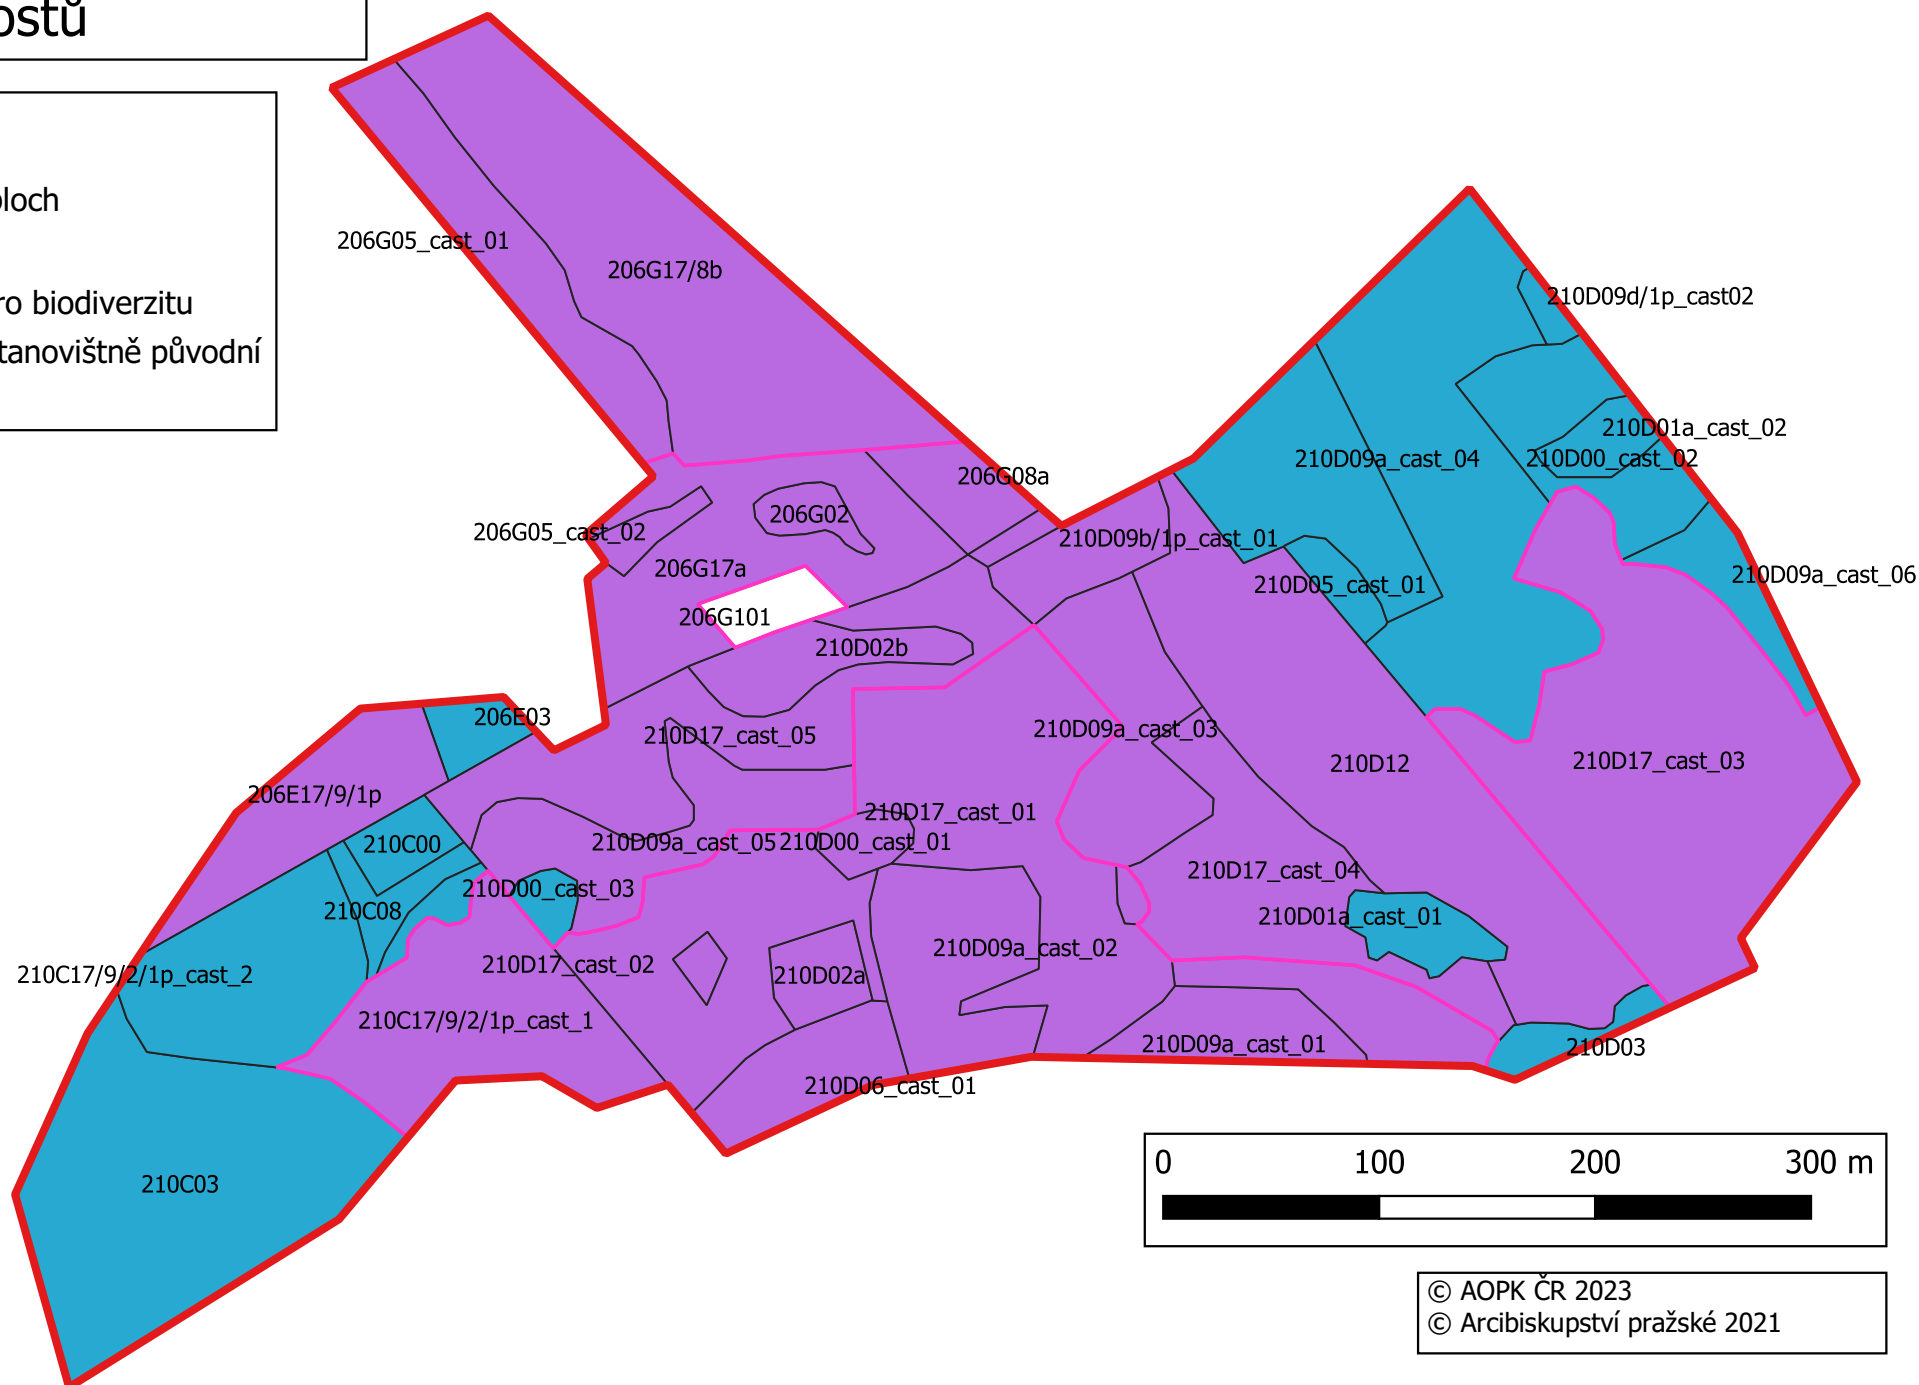 ostů
ploch
ro biodiverzitu
tanovištně původní
206G05_cast_01
206G17/8b
210D09d/1p_cast02
210D01a_cast_02
210D09a_cast_04
210D00_cast_02
206G08a
206G02
206G05_cast_02
210D09b/1p_cast_01
206G17a
210D05_cast_01
210D09a_cast_06
206G101
210D02b
206E03
210D17_cast_05
210D09a_cast_03
210D12
210D17_cast_03
206E17/9/1p
210D17_cast_01
210C00
210D09a_cast_05
210D00_cast_01
210D17_cast_04
210D00_cast_03
210C08
210D01a_cast_01
210D09a_cast_02
210D17_cast_02
210C17/9/2/1p_cast_2
210D02a
210C17/9/2/1p_cast_1
210D09a_cast_01
210D03
210D06_cast_01
210C03
0 100 200 300 m
© AOPK ČR 2023
© Arcibiskupství pražské 2021